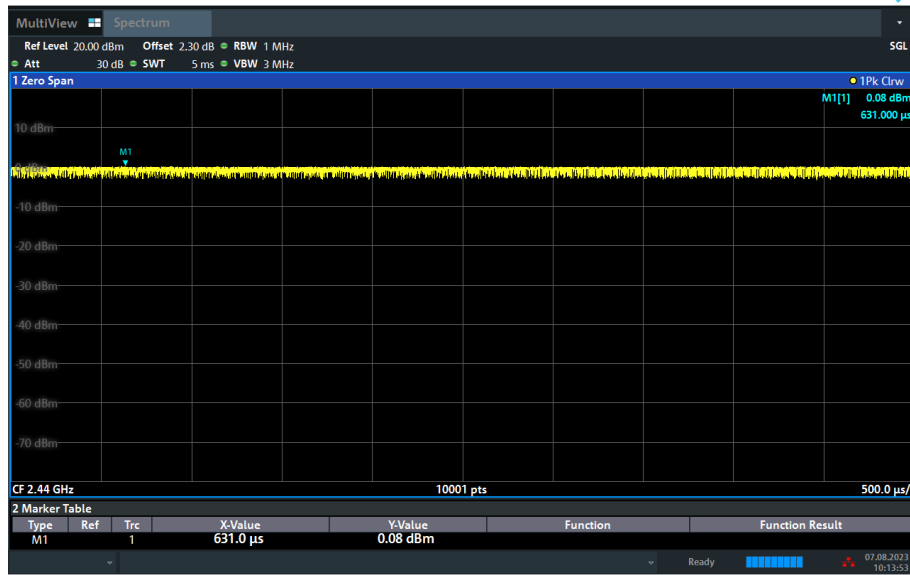 MultiView Spectrum
Ref Level 20.00 dBm Offset 2.30 dB RBW 1 MHz SGL
Att 30 dB SWT 5 ms VBW 3 MHz
1 Zero Span 1Pk Clrw
M1[1] 0.08 dBm
631.000 µs
10 dBm
M1
0 dBm
-10 dBm
-20 dBm
-30 dBm
-40 dBm
-50 dBm
-60 dBm
-70 dBm
CF 2.44 GHz 10001 pts 500.0 µs/
2 Marker Table
Type Ref Trc X-Value Y-Value Function Function Result
M1 1 631.0 µs 0.08 dBm
Ready 07.08.2023
10:13:53